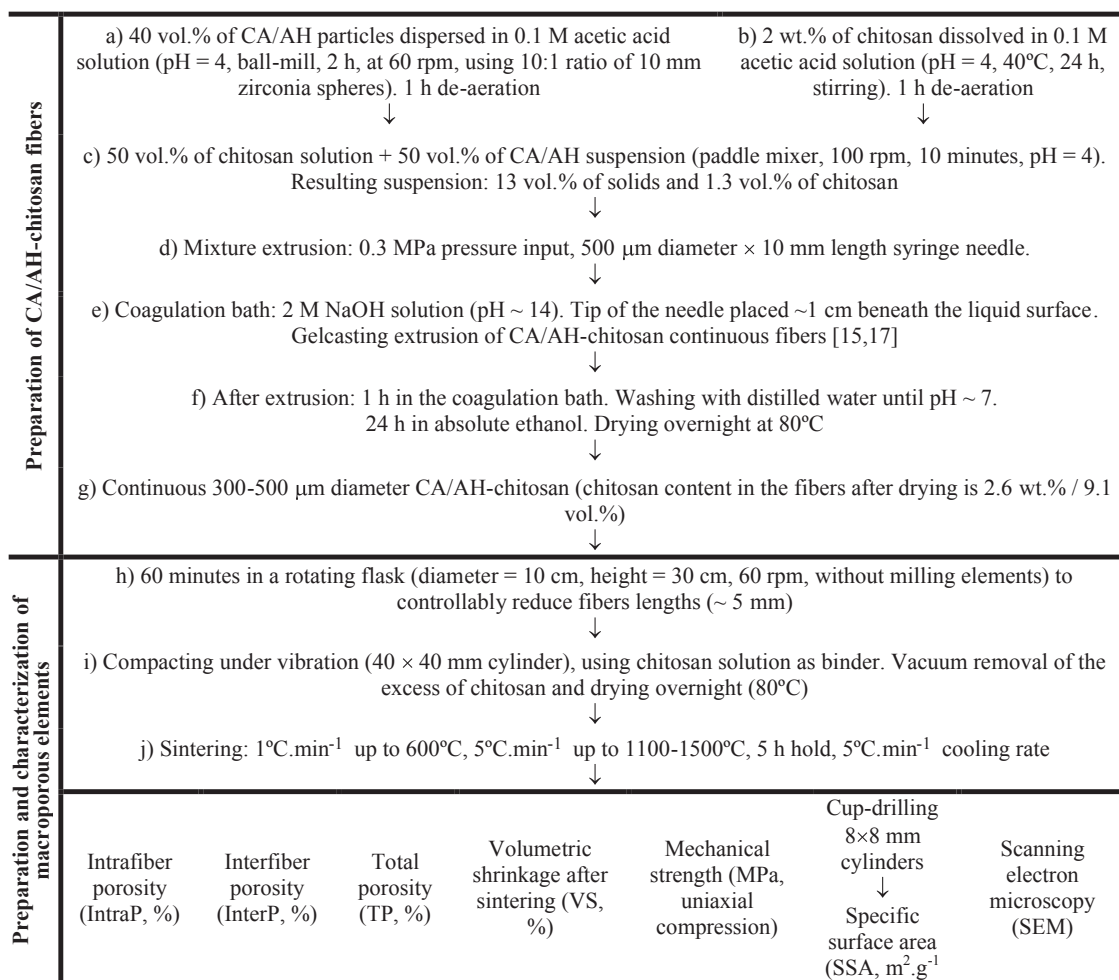 Preparation of CA/AH-chitosan fibers
a) 40 vol.% of CA/AH particles dispersed in 0.1 M acetic acid
solution (pH = 4, ball-mill, 2 h, at 60 rpm, using 10:1 ratio of 10 mm
zirconia spheres). 1 h de-aeration
↓
b) 2 wt.% of chitosan dissolved in 0.1 M
acetic acid solution (pH = 4, 40ºC, 24 h,
stirring). 1 h de-aeration
↓
c) 50 vol.% of chitosan solution + 50 vol.% of CA/AH suspension (paddle mixer, 100 rpm, 10 minutes, pH = 4).
Resulting suspension: 13 vol.% of solids and 1.3 vol.% of chitosan
↓
d) Mixture extrusion: 0.3 MPa pressure input, 500 μm diameter × 10 mm length syringe needle.
↓
e) Coagulation bath: 2 M NaOH solution (pH ~ 14). Tip of the needle placed ~1 cm beneath the liquid surface.
Gelcasting extrusion of CA/AH-chitosan continuous fibers [15,17]
↓
f) After extrusion: 1 h in the coagulation bath. Washing with distilled water until pH ~ 7.
24 h in absolute ethanol. Drying overnight at 80ºC
↓
g) Continuous 300-500 μm diameter CA/AH-chitosan (chitosan content in the fibers after drying is 2.6 wt.% / 9.1
vol.%)
↓
Preparation and characterization of
macroporous elements
h) 60 minutes in a rotating flask (diameter = 10 cm, height = 30 cm, 60 rpm, without milling elements) to
controllably reduce fibers lengths (~ 5 mm)
↓
i) Compacting under vibration (40 × 40 mm cylinder), using chitosan solution as binder. Vacuum removal of the
excess of chitosan and drying overnight (80ºC)
↓
j) Sintering: 1ºC.min-1 up to 600ºC, 5ºC.min-1 up to 1100-1500ºC, 5 h hold, 5ºC.min-1 cooling rate
↓
Intrafiber
porosity
(IntraP, %)
Interfiber
porosity
(InterP, %)
Total
porosity
(TP, %)
Volumetric
shrinkage after
sintering (VS,
%)
Mechanical
strength (MPa,
uniaxial
compression)
Cup-drilling
8×8 mm
cylinders
↓
Specific
surface area
(SSA, m2.g-1
Scanning
electron
microscopy
(SEM)